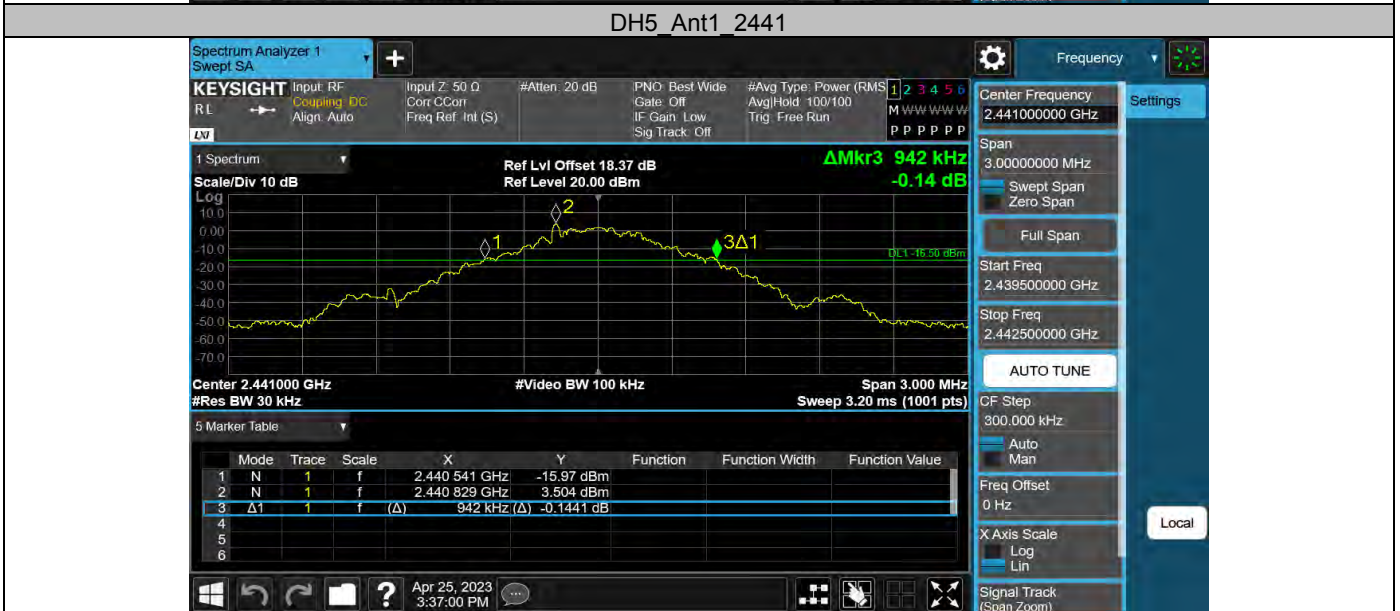 DH5_Ant1_2441
Spectrum Analyzer 1
Swept SA
+
Frequency
KEYSIGHT
RL
LXI
Input: RF
Coupling: DC
Align: Auto
Input Z: 50 Ω
Corr CCorr
Freq Ref: Int (S)
#Atten: 20 dB
PNO: Best Wide
Gate: Off
IF Gain: Low
Sig Track: Off
#Avg Type: Power (RMS
Avg|Hold: 100/100
Trig: Free Run
1 2 3 4 5 6
M W W W W W
P P P P P P
1 Spectrum
Scale/Div 10 dB
Ref Lvl Offset 18.37 dB
Ref Level 20.00 dBm
ΔMkr3 942 kHz
-0.14 dB
Log
10.0
0.00
-10.0
-20.0
-30.0
-40.0
-50.0
-60.0
-70.0
1
2
3Δ1
DL1 -16.50 dBm
Center 2.441000 GHz
#Video BW 100 kHz
Span 3.000 MHz
#Res BW 30 kHz
Sweep 3.20 ms (1001 pts)
5 Marker Table
Mode Trace Scale X Y Function Function Width Function Value
1 N 1 f 2.440 541 GHz -15.97 dBm
2 N 1 f 2.440 829 GHz 3.504 dBm
3 Δ1 1 f (Δ) 942 kHz (Δ) -0.1441 dB
4
5
6
?
Apr 25, 2023
3:37:00 PM
Center Frequency
2.441000000 GHz
Settings
Span
3.00000000 MHz
Swept Span
Zero Span
Full Span
Start Freq
2.439500000 GHz
Stop Freq
2.442500000 GHz
AUTO TUNE
CF Step
300.000 kHz
Auto
Man
Freq Offset
0 Hz
Local
X Axis Scale
Log
Lin
Signal Track
(Span Zoom)